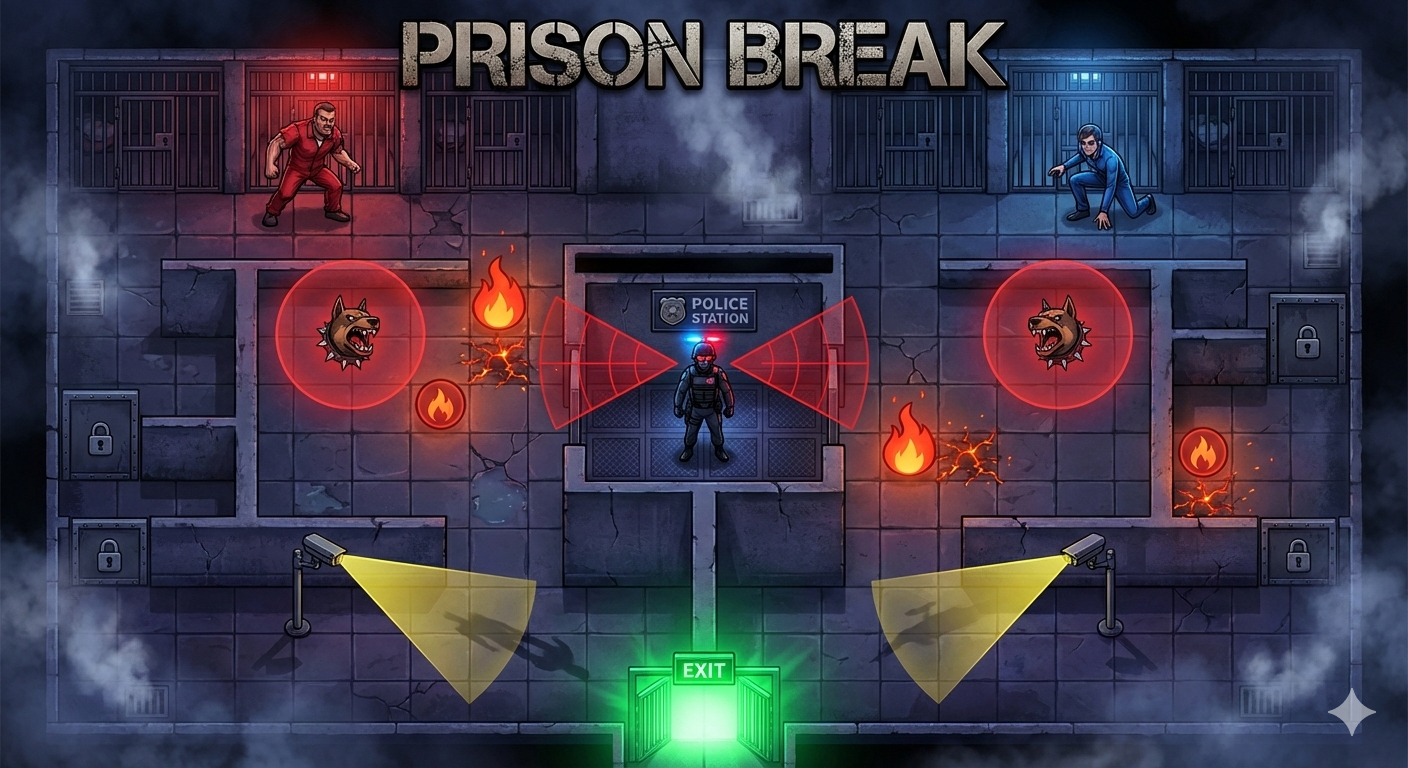 PRISON BREAK
POLICE
STATION
EXIT